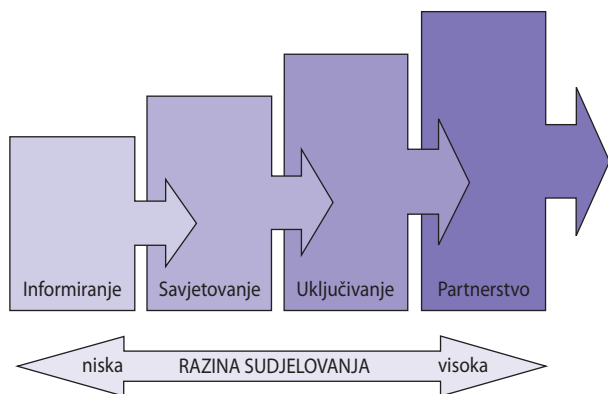 Informiranje
Savjetovanje
Uključivanje
Partnerstvo
niska RAZINA SUDJELOVANJA visoka